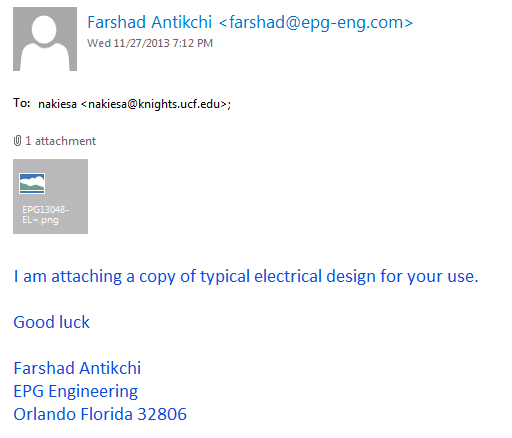 Farshad Antikchi <farshad@epg-eng.com>
Wed 11/27/2013 7:12 PM
To: nakiesa <nakiesa@knights.ucf.edu>;
1 attachment
EPG13048-
EL~.png
I am attaching a copy of typical electrical design for your use.
Good luck
Farshad Antikchi
EPG Engineering
Orlando Florida 32806